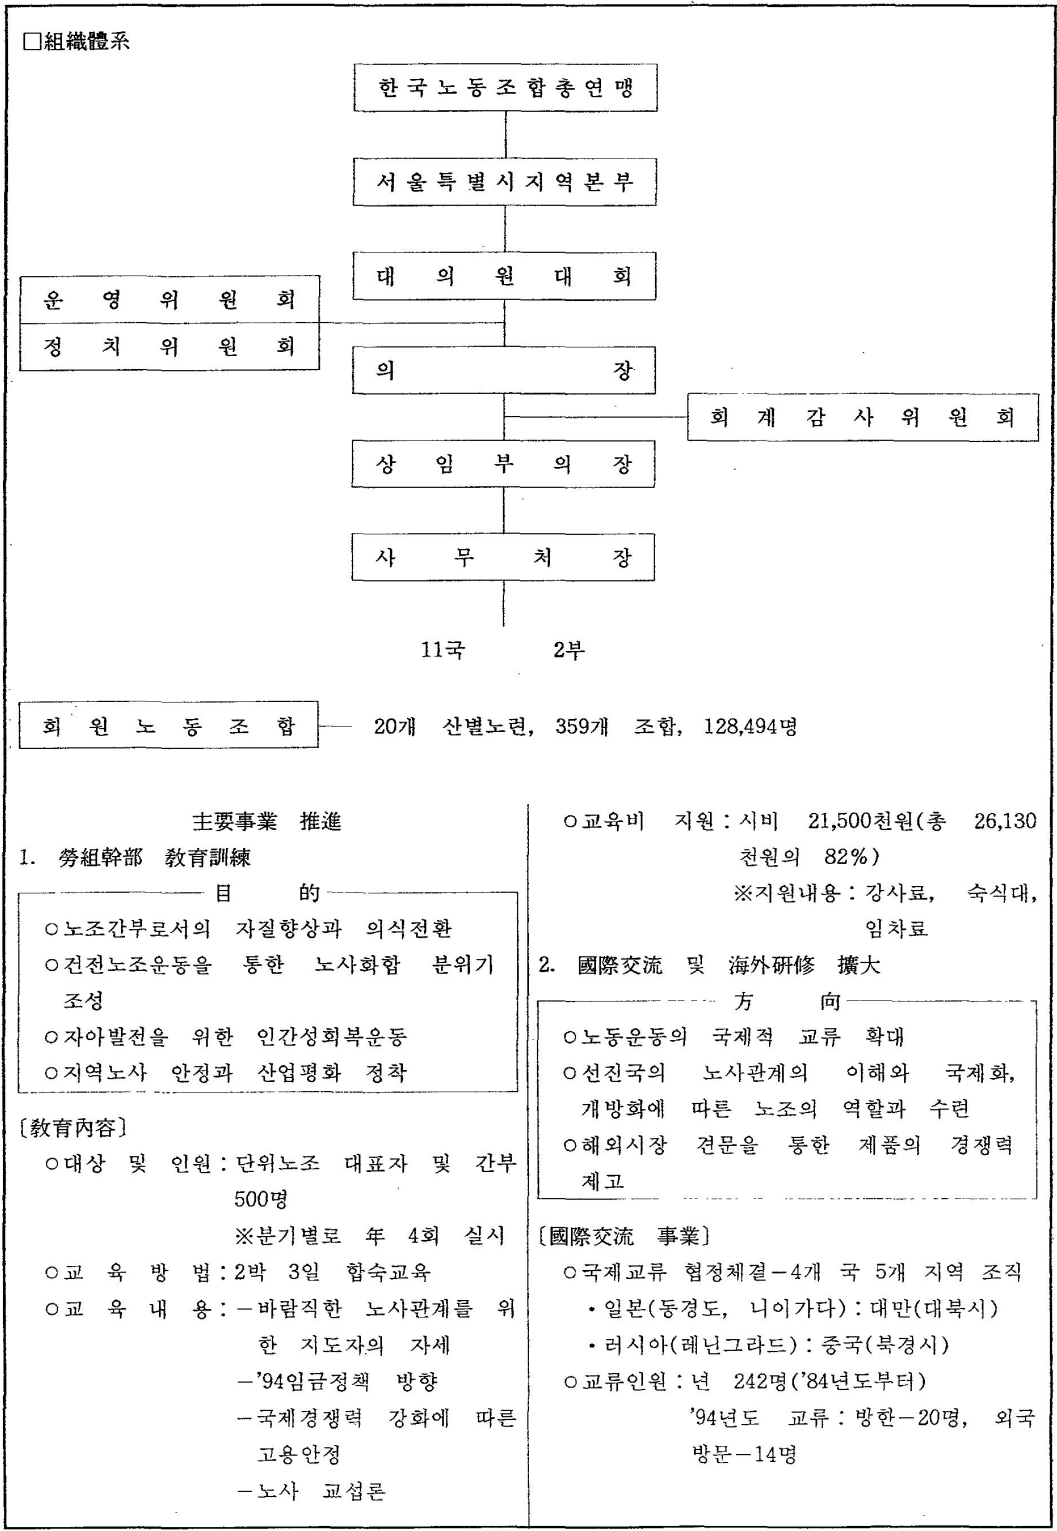 □組織體系
한국노동조합총연맹
서울특별시지역본부
대의원대회
운영위원회
정치위원회
의장
회계감사위원회
상임부의장
사무처장
11국 2부
회원노동조합 20개 산별노련, 359개 조합, 128,494명
主要事業 推進
1. 勞組幹部 敎育訓練
目的
○노조간부로서의 자질향상과 의식전환
○건전노조운동을 통한 노사화합 분위기
조성
○자아발전을 위한 인간성회복운동
○지역노사 안정과 산업평화 정착
〔敎育內容〕
○대상 및 인원:단위노조 대표자 및 간부
500명
※분기별로 年 4회 실시
○교육방법:2박 3일 합숙교육
○교육내용:-바람직한 노사관계를 위
한 지도자의 자세
-'94임금정책 방향
-국제경쟁력 강화에 따른
고용안정
-노사 교섭론
○교육비 지원:시비 21,500천원(총 26,130
천원의 82%)
※지원내용:강사료, 숙식대,
임차료
2. 國際交流 및 海外硏修 擴大
方向
○노동운동의 국제적 교류 확대
○선진국의 노사관계의 이해와 국제화,
개방화에 따른 노조의 역할과 수련
○해외시장 견문을 통한 제품의 경쟁력
제고
〔國際交流 事業〕
○국제교류 협정체결-4개 국 5개 지역 조직
·일본(동경도, 니이가다):대만(대북시)
·러시아(레닌그라드):중국(북경시)
○교류인원:년 242명('84년도부터)
'94년도 교류:방한-20명, 외국
방문-14명